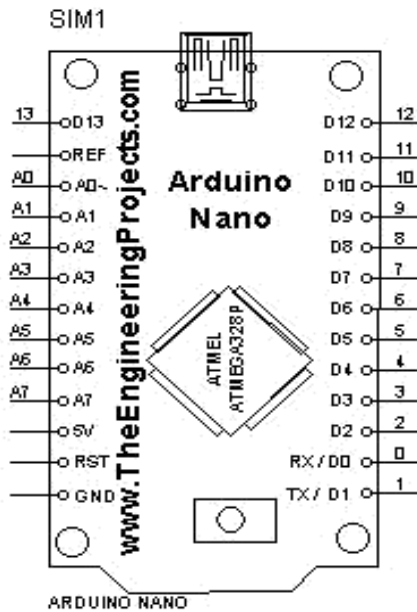 SIM1
13 D13
REF
A0 A0~
A1 A1
A2 A2
A3 A3
A4 A4
A5 A5
A6 A6
A7 A7
5V
RST
GND
www.TheEngineeringProjects.com
Arduino
Nano
ATMEL
ATMEGA328P
D12 12
D11 11
D10 10
D9 9
D8 8
D7 7
D6 6
D5 5
D4 4
D3 3
D2 2
RX/D0 0
TX/D1 1
ARDUINO NANO